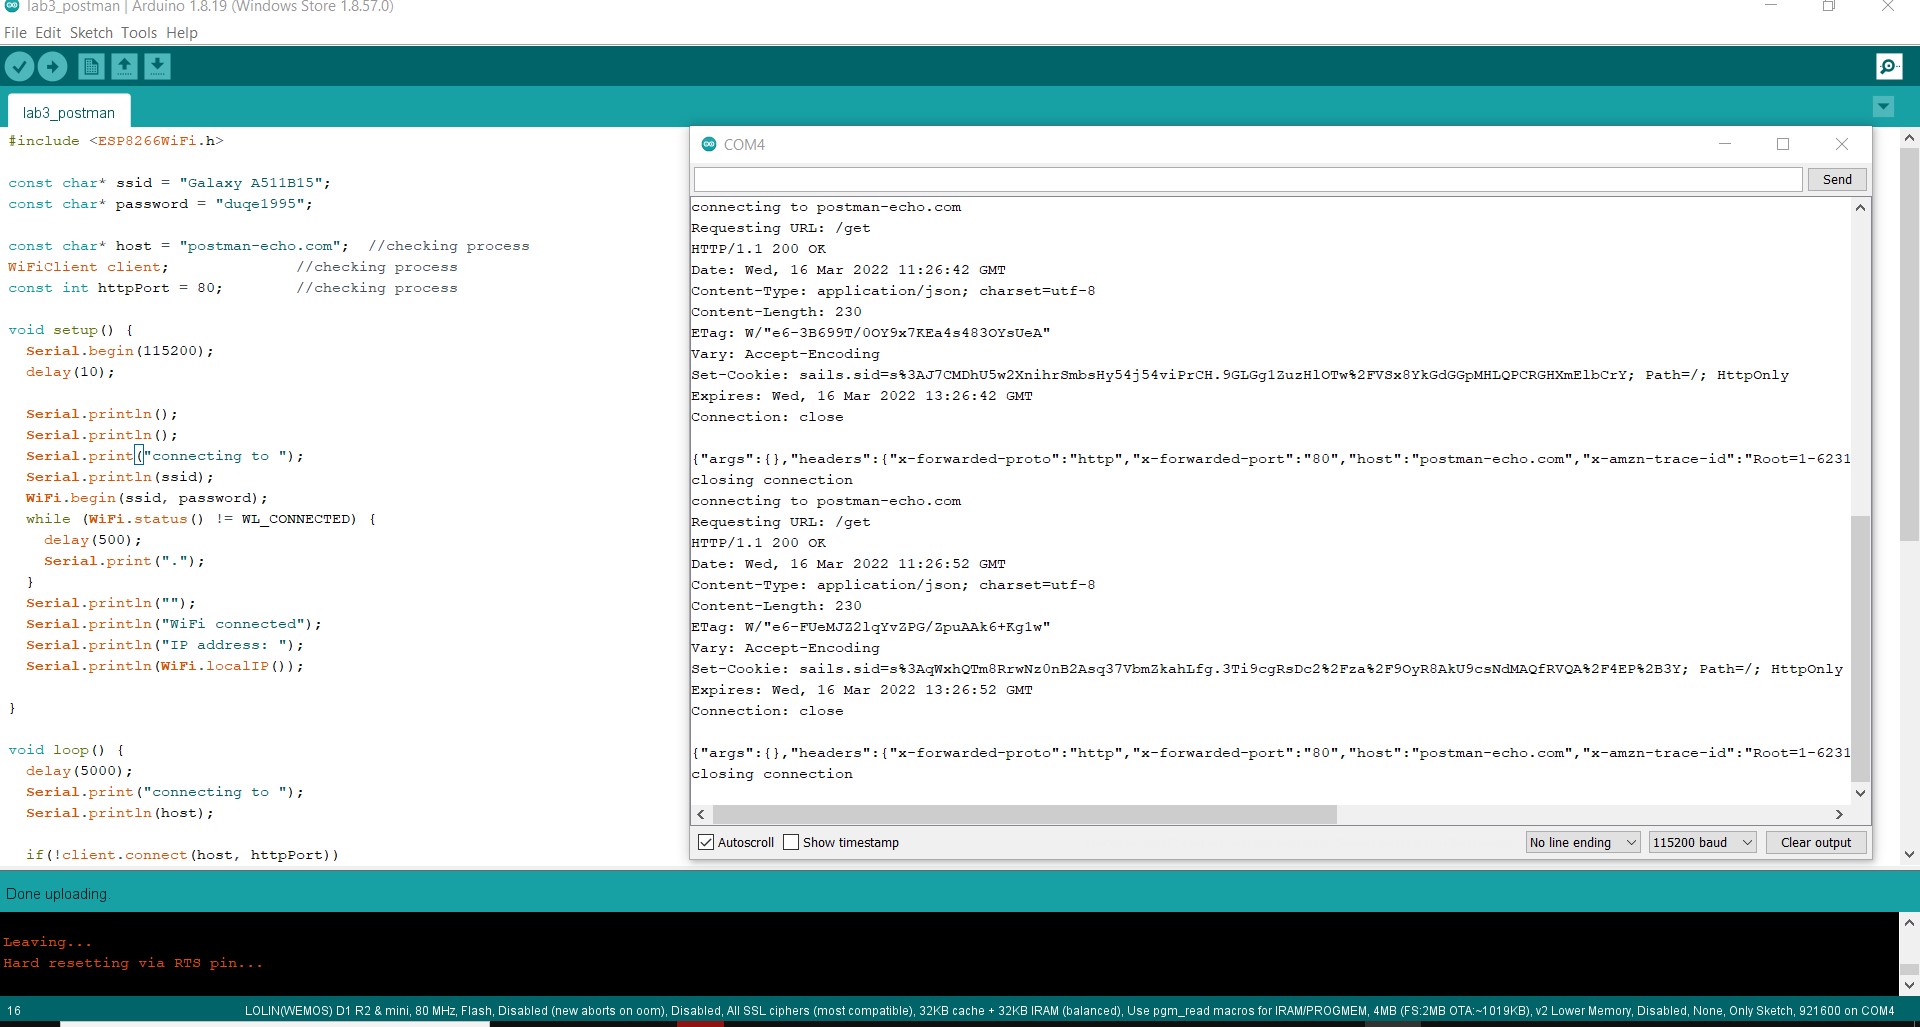 lab3_postman | Arduino 1.8.19 (Windows Store 1.8.57.0)
File Edit Sketch Tools Help
lab3_postman
#include <ESP8266WiFi.h>
const char* ssid = "Galaxy A511B15";
const char* password = "duqe1995";
const char* host = "postman-echo.com"; //checking process
WiFiClient client; //checking process
const int httpPort = 80; //checking process
void setup() {
Serial.begin(115200);
delay(10);
Serial.println();
Serial.println();
Serial.print("connecting to ");
Serial.println(ssid);
WiFi.begin(ssid, password);
while (WiFi.status() != WL_CONNECTED) {
delay(500);
Serial.print(".");
}
Serial.println("");
Serial.println("WiFi connected");
Serial.println("IP address: ");
Serial.println(WiFi.localIP());
}
void loop() {
delay(5000);
Serial.print("connecting to ");
Serial.println(host);
if(!client.connect(host, httpPort))
COM4
Send
connecting to postman-echo.com
Requesting URL: /get
HTTP/1.1 200 OK
Date: Wed, 16 Mar 2022 11:26:42 GMT
Content-Type: application/json; charset=utf-8
Content-Length: 230
ETag: W/"e6-3B699T/0OY9x7KEa4s483OYsUeA"
Vary: Accept-Encoding
Set-Cookie: sails.sid=s%3AJ7CMDhU5w2XnihrSmbsHy54j54viPrCH.9GLGg1ZuzHlOTw%2FVSx8YkGdGGpMHLQPCRGHXmElbCrY; Path=/; HttpOnly
Expires: Wed, 16 Mar 2022 13:26:42 GMT
Connection: close
{"args":{},"headers":{"x-forwarded-proto":"http","x-forwarded-port":"80","host":"postman-echo.com","x-amzn-trace-id":"Root=1-6231
closing connection
connecting to postman-echo.com
Requesting URL: /get
HTTP/1.1 200 OK
Date: Wed, 16 Mar 2022 11:26:52 GMT
Content-Type: application/json; charset=utf-8
Content-Length: 230
ETag: W/"e6-FUeMJZ2lqYvZPG/ZpuAAk6+Kg1w"
Vary: Accept-Encoding
Set-Cookie: sails.sid=s%3AqWxhQTm8RrwNz0nB2Asq37VbmZkahLfg.3Ti9cgRsDc2%2Fza%2F9OyR8AkU9csNdMAQfRVQA%2F4EP%2B3Y; Path=/; HttpOnly
Expires: Wed, 16 Mar 2022 13:26:52 GMT
Connection: close
{"args":{},"headers":{"x-forwarded-proto":"http","x-forwarded-port":"80","host":"postman-echo.com","x-amzn-trace-id":"Root=1-6231
closing connection
Autoscroll Show timestamp
No line ending 115200 baud Clear output
Done uploading.
Leaving...
Hard resetting via RTS pin...
16
LOLIN(WEMOS) D1 R2 & mini, 80 MHz, Flash, Disabled (new aborts on oom), Disabled, All SSL ciphers (most compatible), 32KB cache + 32KB IRAM (balanced), Use pgm_read macros for IRAM/PROGMEM, 4MB (FS:2MB OTA:~1019KB), v2 Lower Memory, Disabled, None, Only Sketch, 921600 on COM4